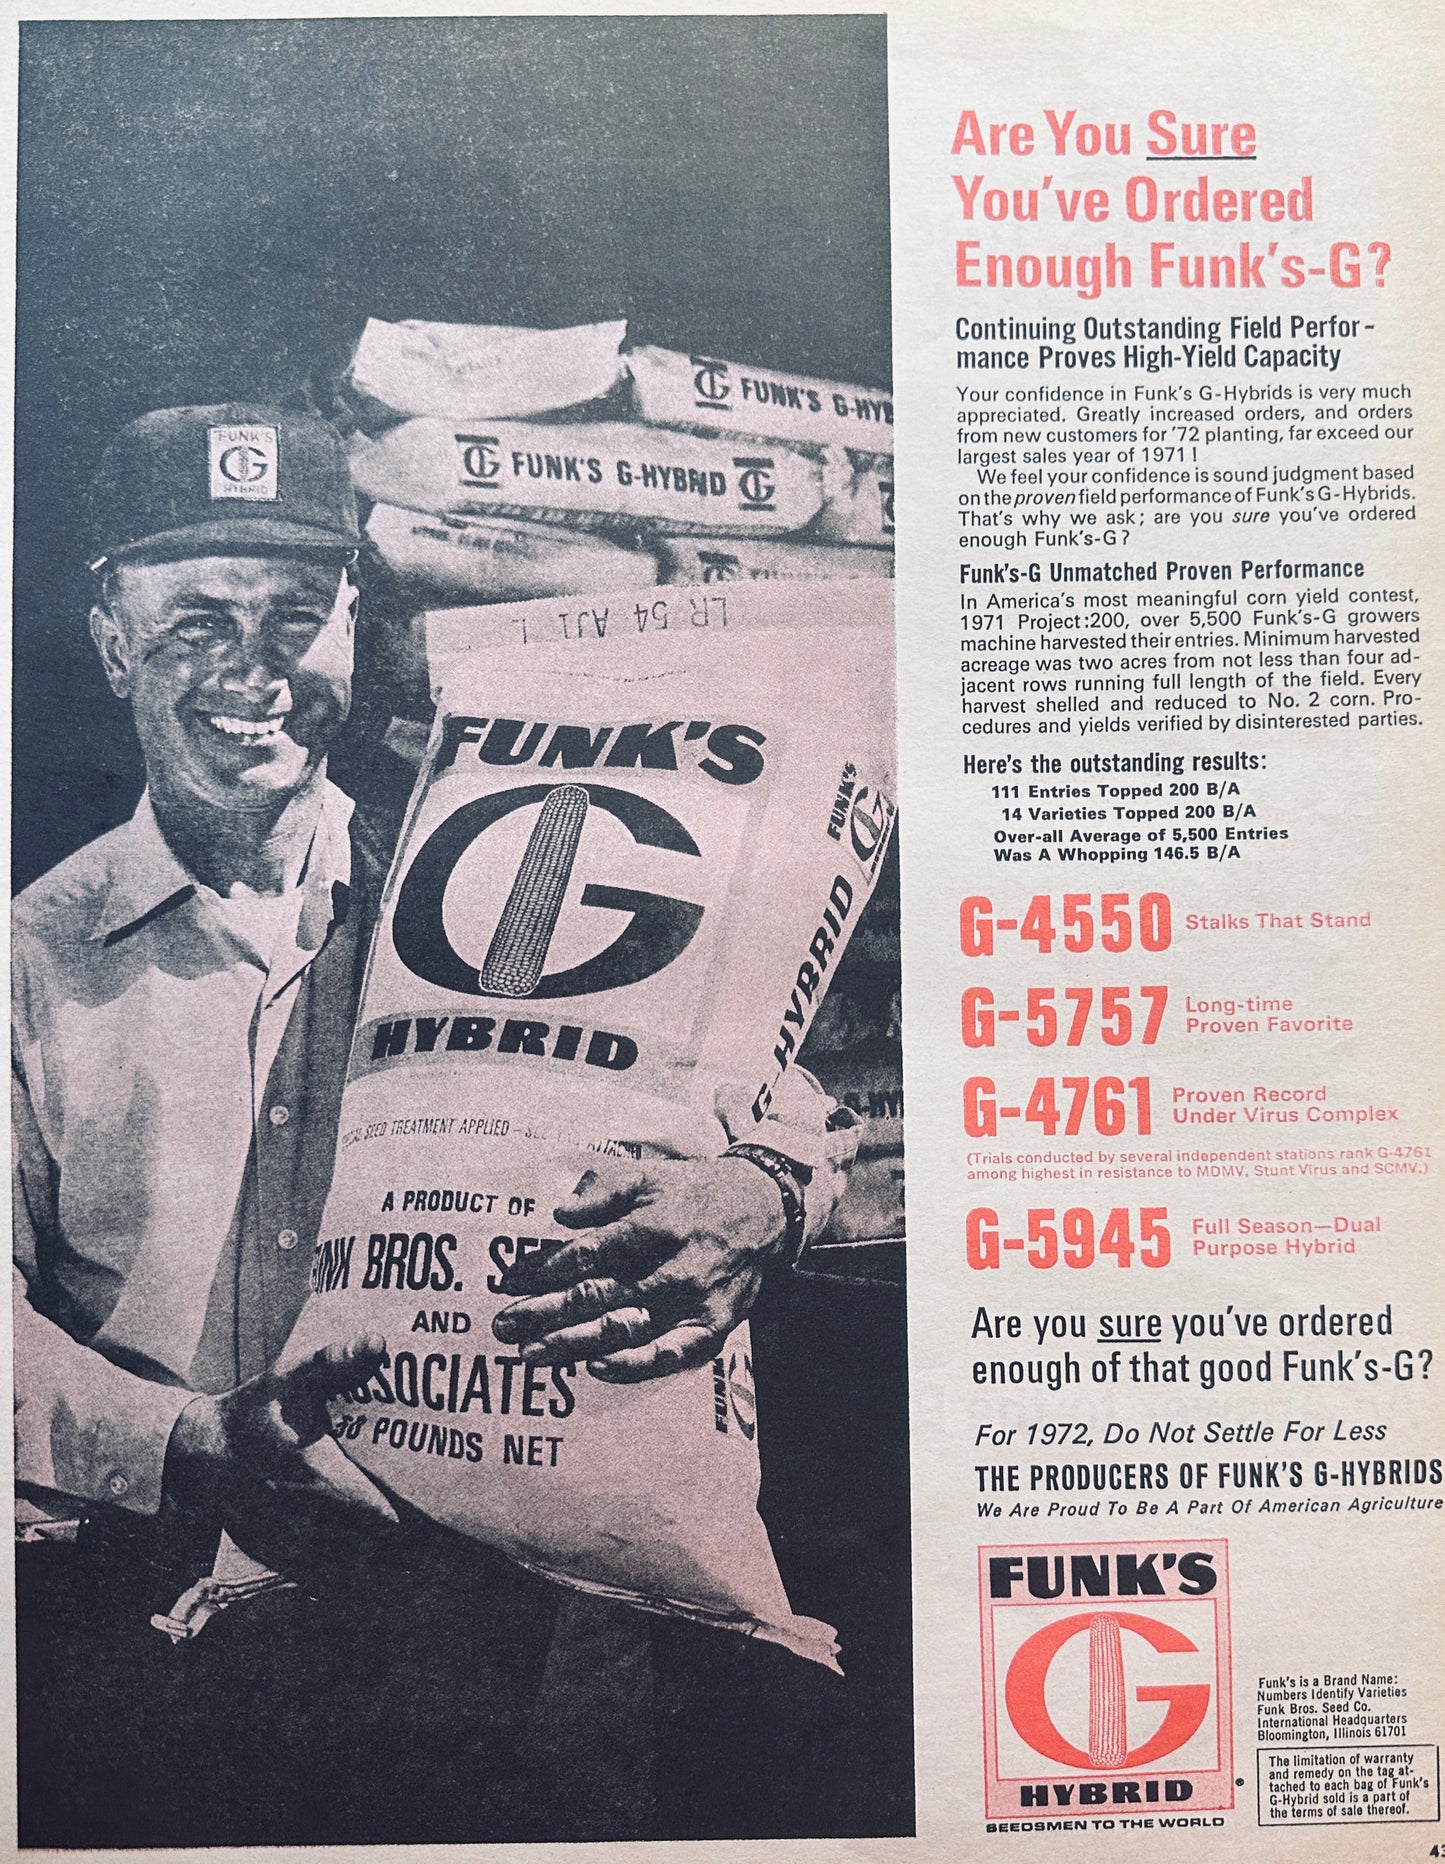 FUNK'S
G
HYBRID
G FUNK'S G-HYB
G FUNK'S G-HYBRID G
LR 54 AJ1 L
FUNK'S
G
HYBRID
FUNK'S
G
G-HYBRID
SEED TREATMENT APPLIED –
A PRODUCT OF
BROS.
AND
POUNDS NET
FUNK
Are You Sure
You've Ordered
Enough Funk's-G?
Continuing Outstanding Field Perfor-
mance Proves High-Yield Capacity
Your confidence in Funk's G-Hybrids is very much
appreciated. Greatly increased orders, and orders
from new customers for '72 planting, far exceed our
largest sales year of 1971!
We feel your confidence is sound judgment based
on the proven field performance of Funk's G-Hybrids.
That's why we ask; are you sure you've ordered
enough Funk's-G?
Funk's-G Unmatched Proven Performance
In America's most meaningful corn yield contest,
1971 Project:200, over 5,500 Funk's-G growers
machine harvested their entries. Minimum harvested
acreage was two acres from not less than four ad-
jacent rows running full length of the field. Every
harvest shelled and reduced to No. 2 corn. Pro-
cedures and yields verified by disinterested parties.
Here's the outstanding results:
111 Entries Topped 200 B/A
14 Varieties Topped 200 B/A
Over-all Average of 5,500 Entries
Was A Whopping 146.5 B/A
G-4550 Stalks That Stand
G-5757 Long-time
Proven Favorite
G-4761 Proven Record
Under Virus Complex
(Trials conducted by several independent stations rank G-4761
among highest in resistance to MDMV, Stunt Virus and SCMV.)
G-5945 Full Season—Dual
Purpose Hybrid
Are you sure you've ordered
enough of that good Funk's-G?
For 1972, Do Not Settle For Less
THE PRODUCERS OF FUNK'S G-HYBRIDS
We Are Proud To Be A Part Of American Agriculture
FUNK'S
G
HYBRID
®
SEEDSMEN TO THE WORLD
Funk's is a Brand Name:
Numbers Identify Varieties
Funk Bros. Seed Co.
International Headquarters
Bloomington, Illinois 61701
The limitation of warranty
and remedy on the tag at-
tached to each bag of Funk's
G-Hybrid sold is a part of
the terms of sale thereof.